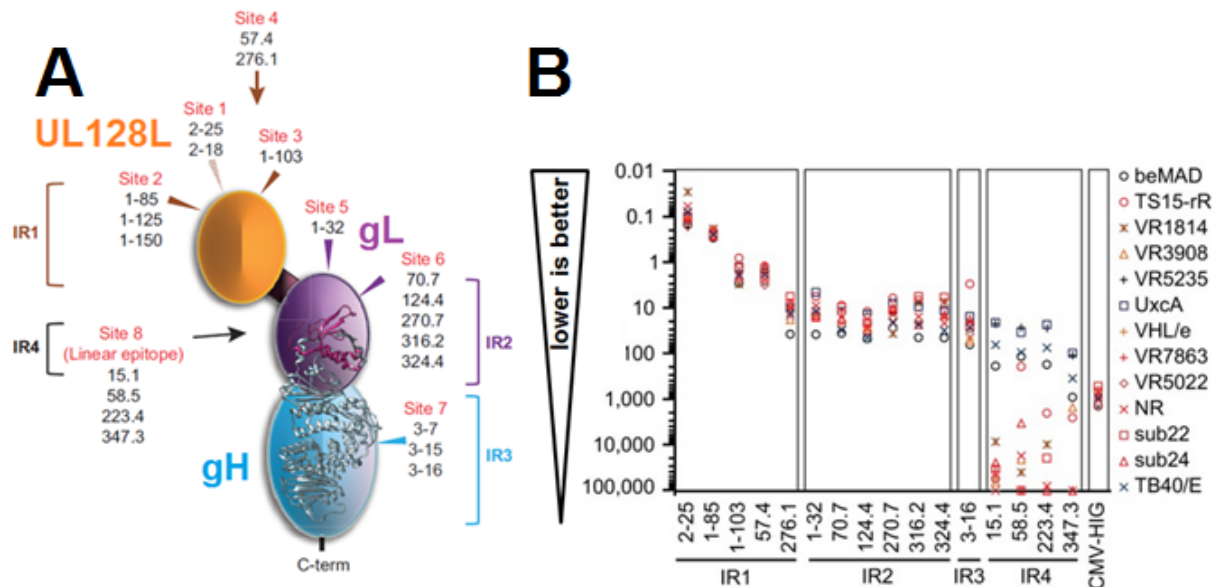 A
B
Site 4
57.4
276.1
Site 1
2-25
2-18
UL128L
Site 3
1-103
Site 2
1-85
1-125
1-150
IR1
Site 5
1-32
gL
Site 6
70.7
124.4
270.7
316.2
324.4
IR2
IR4
Site 8
(Linear epitope)
15.1
58.5
223.4
347.3
Site 7
3-7
3-15
3-16
IR3
gH
C-term
lower is better
0.01
0.1
1
10
100
1,000
10,000
100,000
2-25
1-85
1-103
57.4
276.1
1-32
70.7
124.4
270.7
316.2
324.4
3-16
15.1
58.5
223.4
347.3
CMV-HIG
IR1
IR2
IR3
IR4
beMAD
TS15-rR
VR1814
VR3908
VR5235
UxcA
VHL/e
VR7863
VR5022
NR
sub22
sub24
TB40/E